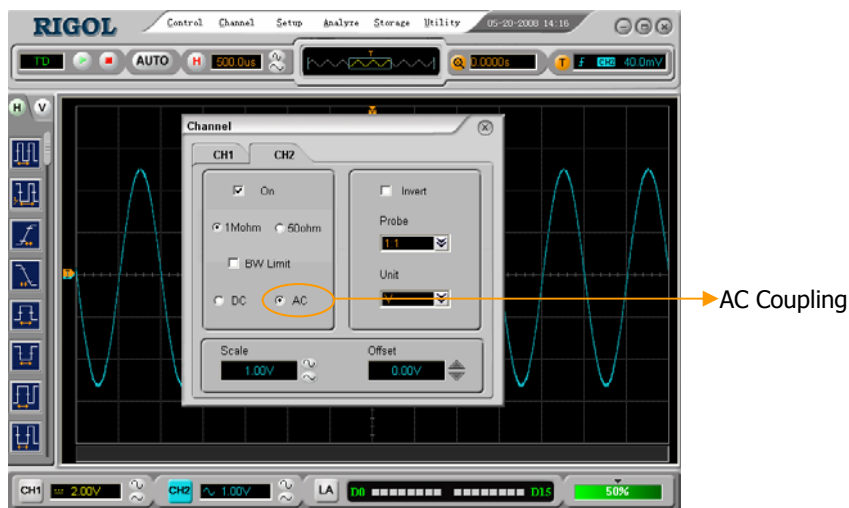 RIGOL Control Channel Setup Analyze Storage Utility 05-20-2008 14:16
TD AUTO H 500.0us T 0.0000s T CH2 40.0mV
H V
Channel
CH1 CH2
On Invert
1Mohm 50ohm Probe
1:1
BW Limit Unit
DC AC V
AC Coupling
Scale Offset
1.00V 0.00V
CH1 2.00V CH2 1.00V LA D0 D15 50%